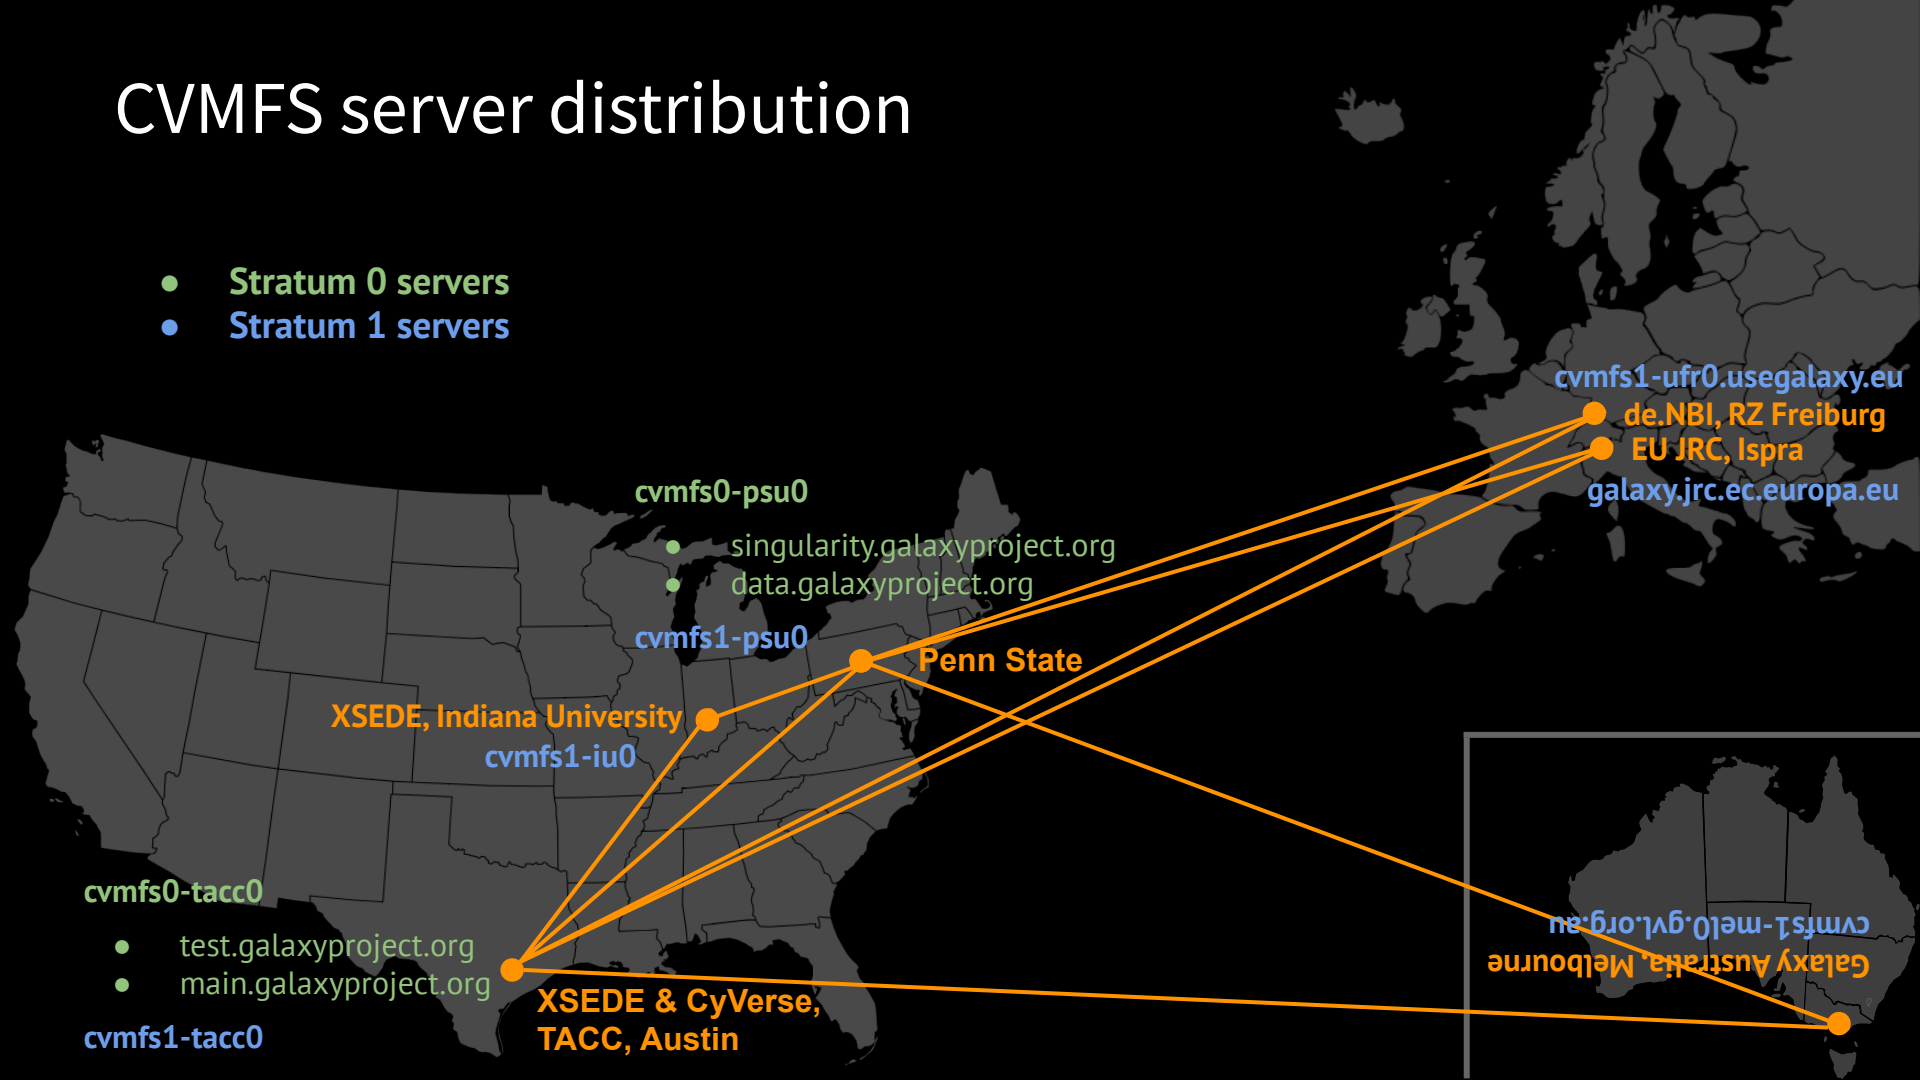 CVMFS server distribution
● Stratum 0 servers
● Stratum 1 servers
cvmfs1-ufr0.usegalaxy.eu
de.NBI, RZ Freiburg
EU JRC, Ispra
galaxy.jrc.ec.europa.eu
cvmfs0-psu0
● singularity.galaxyproject.org
● data.galaxyproject.org
cvmfs1-psu0
Penn State
XSEDE, Indiana University
cvmfs1-iu0
cvmfs0-tacc0
● test.galaxyproject.org
● main.galaxyproject.org
cvmfs1-tacc0
XSEDE & CyVerse,
TACC, Austin
Galaxy Australia, Melbourne
cvmfs1-mel0.gvl.org.au